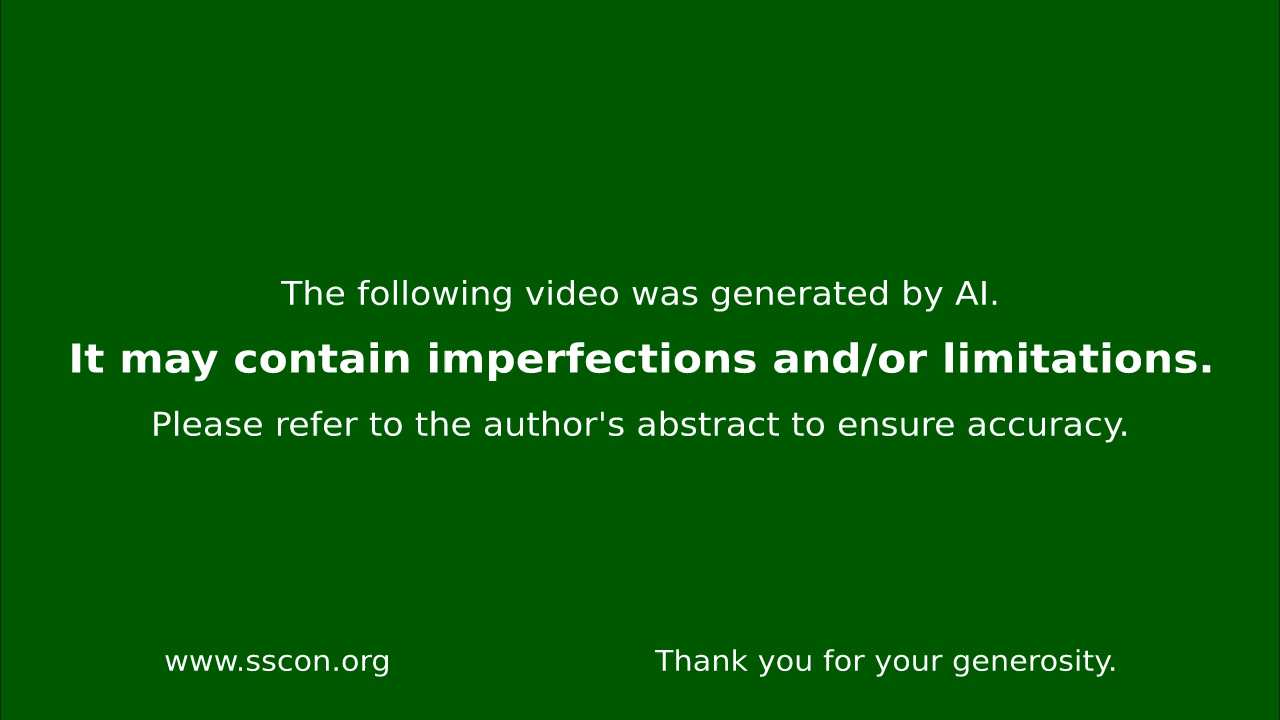 The following video was generated by AI.
It may contain imperfections and/or limitations.
Please refer to the author's abstract to ensure accuracy.
www.sscon.org
Thank you for your generosity.